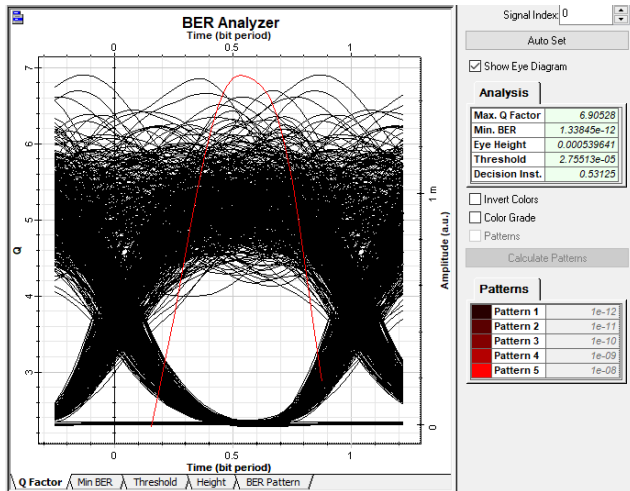 BER Analyzer
Time (bit period)
0 0.5 1
7
6
5
4
3
Q
1 m
0
Amplitude (a.u.)
0 0.5 1
Time (bit period)
Q Factor Min BER Threshold Height BER Pattern
Signal Index: 0
Auto Set
Show Eye Diagram
Analysis
Max. Q Factor 6.90528
Min. BER 1.33845e-12
Eye Height 0.000539641
Threshold 2.75513e-05
Decision Inst. 0.53125
Invert Colors
Color Grade
Patterns
Calculate Patterns
Patterns
Pattern 1 1e-12
Pattern 2 1e-11
Pattern 3 1e-10
Pattern 4 1e-09
Pattern 5 1e-08